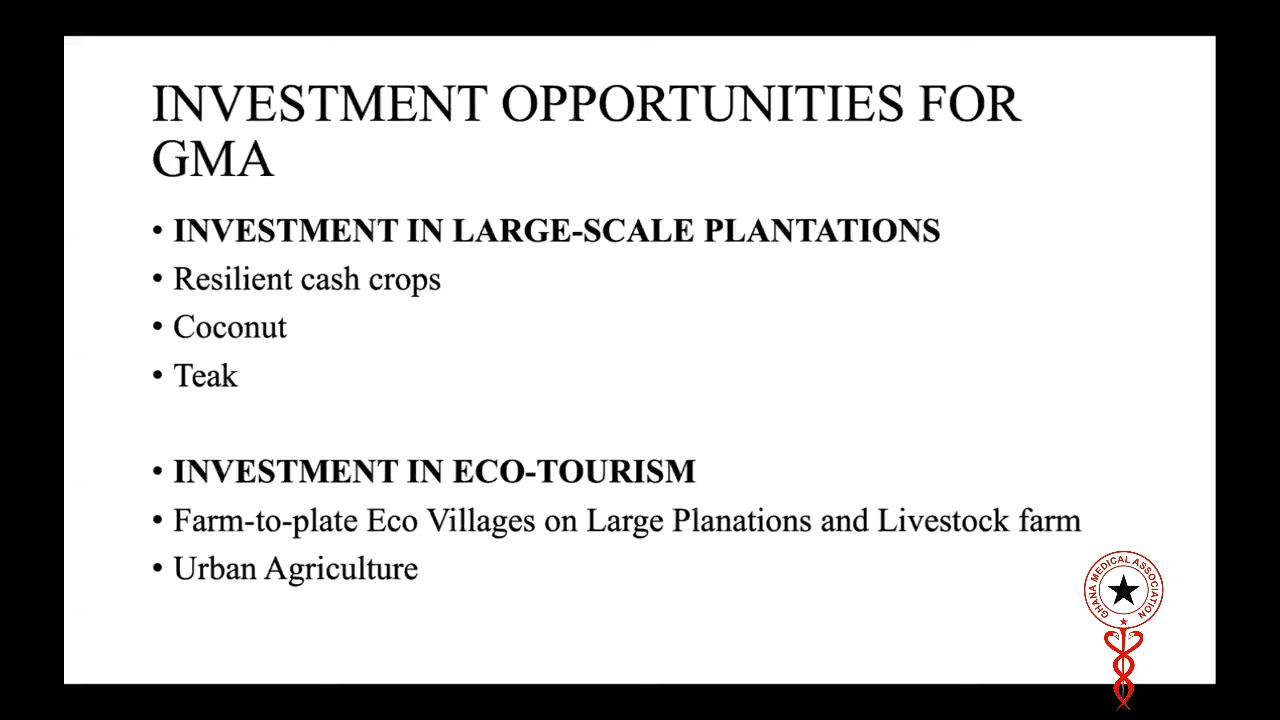 INVESTMENT OPPORTUNITIES FOR
GMA
• INVESTMENT IN LARGE-SCALE PLANTATIONS
• Resilient cash crops
• Coconut
• Teak
• INVESTMENT IN ECO-TOURISM
• Farm-to-plate Eco Villages on Large Planations and Livestock farm
• Urban Agriculture
GHANA MEDICAL ASSOCIATION